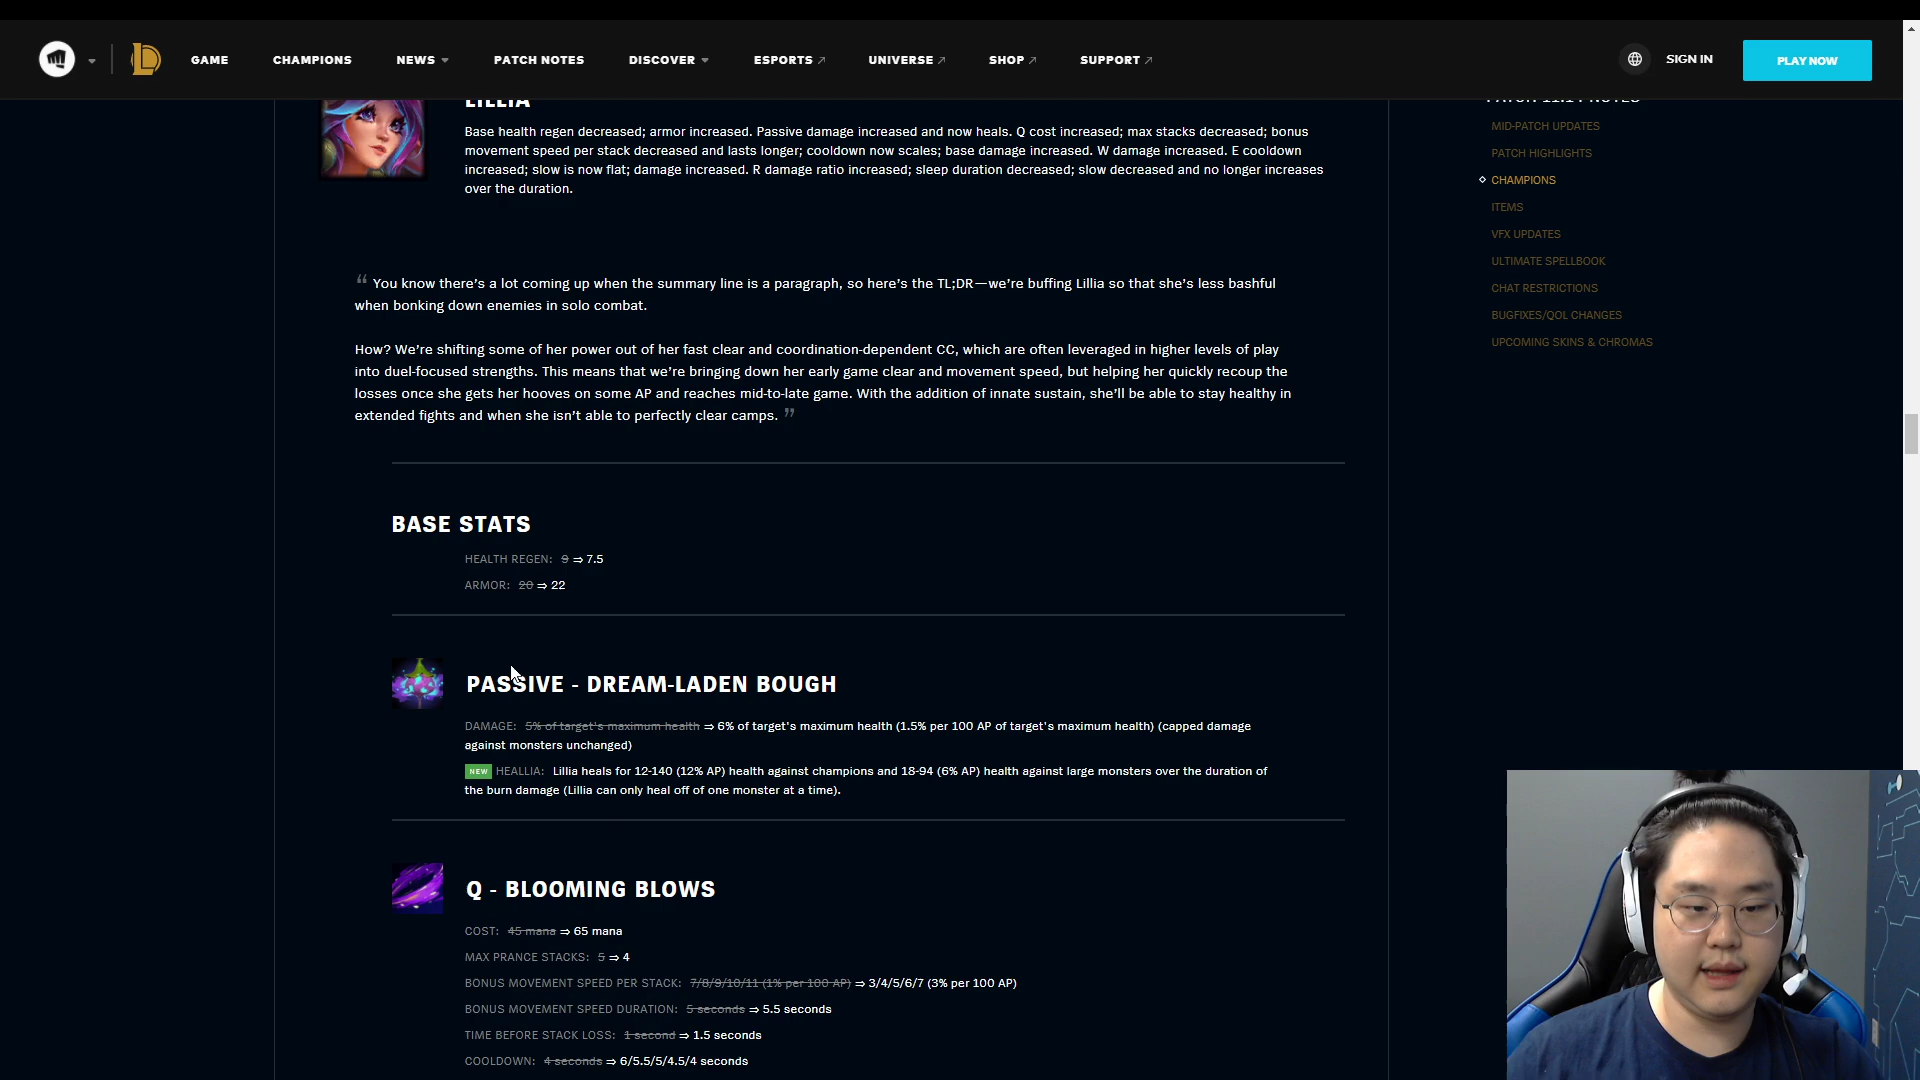 GAME CHAMPIONS NEWS PATCH NOTES DISCOVER ESPORTS UNIVERSE SHOP SUPPORT SIGN IN PLAY NOW
LILLIA
Base health regen decreased; armor increased. Passive damage increased and now heals. Q cost increased; max stacks decreased; bonus
movement speed per stack decreased and lasts longer; cooldown now scales; base damage increased. W damage increased. E cooldown
increased; slow is now flat; damage increased. R damage ratio increased; sleep duration decreased; slow decreased and no longer increases
over the duration.
“ You know there's a lot coming up when the summary line is a paragraph, so here's the TL;DR—we're buffing Lillia so that she's less bashful
when bonking down enemies in solo combat.
How? We're shifting some of her power out of her fast clear and coordination-dependent CC, which are often leveraged in higher levels of play
into duel-focused strengths. This means that we're bringing down her early game clear and movement speed, but helping her quickly recoup the
losses once she gets her hooves on some AP and reaches mid-to-late game. With the addition of innate sustain, she'll be able to stay healthy in
extended fights and when she isn't able to perfectly clear camps. ”
BASE STATS
HEALTH REGEN: 9 ⇒ 7.5
ARMOR: 20 ⇒ 22
PASSIVE - DREAM-LADEN BOUGH
DAMAGE: 5% of target's maximum health ⇒ 6% of target's maximum health (1.5% per 100 AP of target's maximum health) (capped damage
against monsters unchanged)
NEW HEALLIA: Lillia heals for 12-140 (12% AP) health against champions and 18-94 (6% AP) health against large monsters over the duration of
the burn damage (Lillia can only heal off of one monster at a time).
Q - BLOOMING BLOWS
COST: 45 mana ⇒ 65 mana
MAX PRANCE STACKS: 5 ⇒ 4
BONUS MOVEMENT SPEED PER STACK: 7/8/9/10/11 (1% per 100 AP) ⇒ 3/4/5/6/7 (3% per 100 AP)
BONUS MOVEMENT SPEED DURATION: 5 seconds ⇒ 5.5 seconds
TIME BEFORE STACK LOSS: 1 second ⇒ 1.5 seconds
COOLDOWN: 4 seconds ⇒ 6/5.5/5/4.5/4 seconds
PATCH 11.14 NOTES
MID-PATCH UPDATES
PATCH HIGHLIGHTS
CHAMPIONS
ITEMS
VFX UPDATES
ULTIMATE SPELLBOOK
CHAT RESTRICTIONS
BUGFIXES/QOL CHANGES
UPCOMING SKINS & CHROMAS